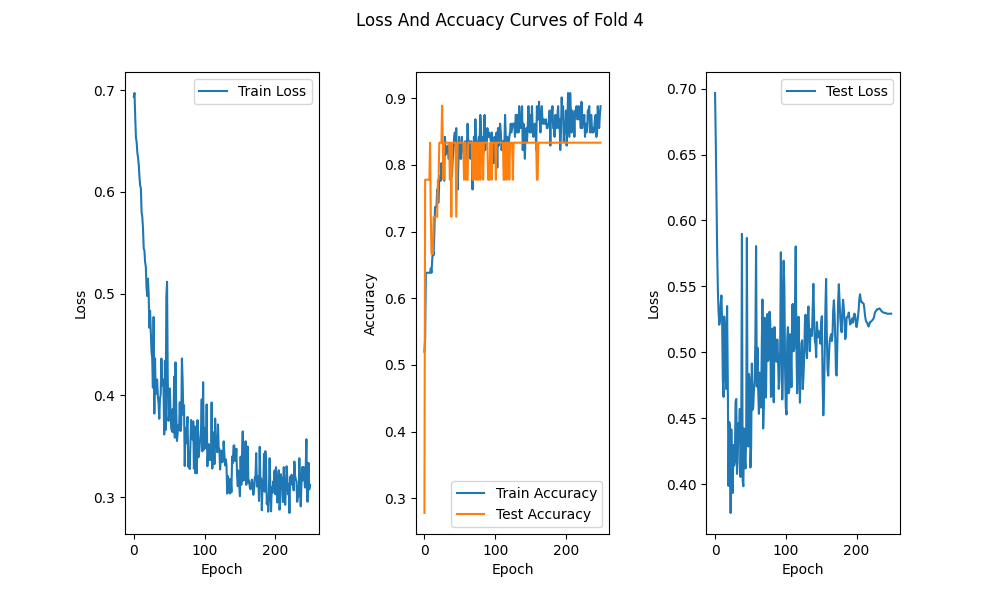 Loss And Accuacy Curves of Fold 4
0.7
0.6
0.5
0.4
0.3
Loss
0
100
200
Epoch
Train Loss
0.9
0.8
0.7
0.6
0.5
0.4
0.3
Accuracy
0
100
200
Epoch
Train Accuracy
Test Accuracy
0.70
0.65
0.60
0.55
0.50
0.45
0.40
Loss
0
100
200
Epoch
Test Loss